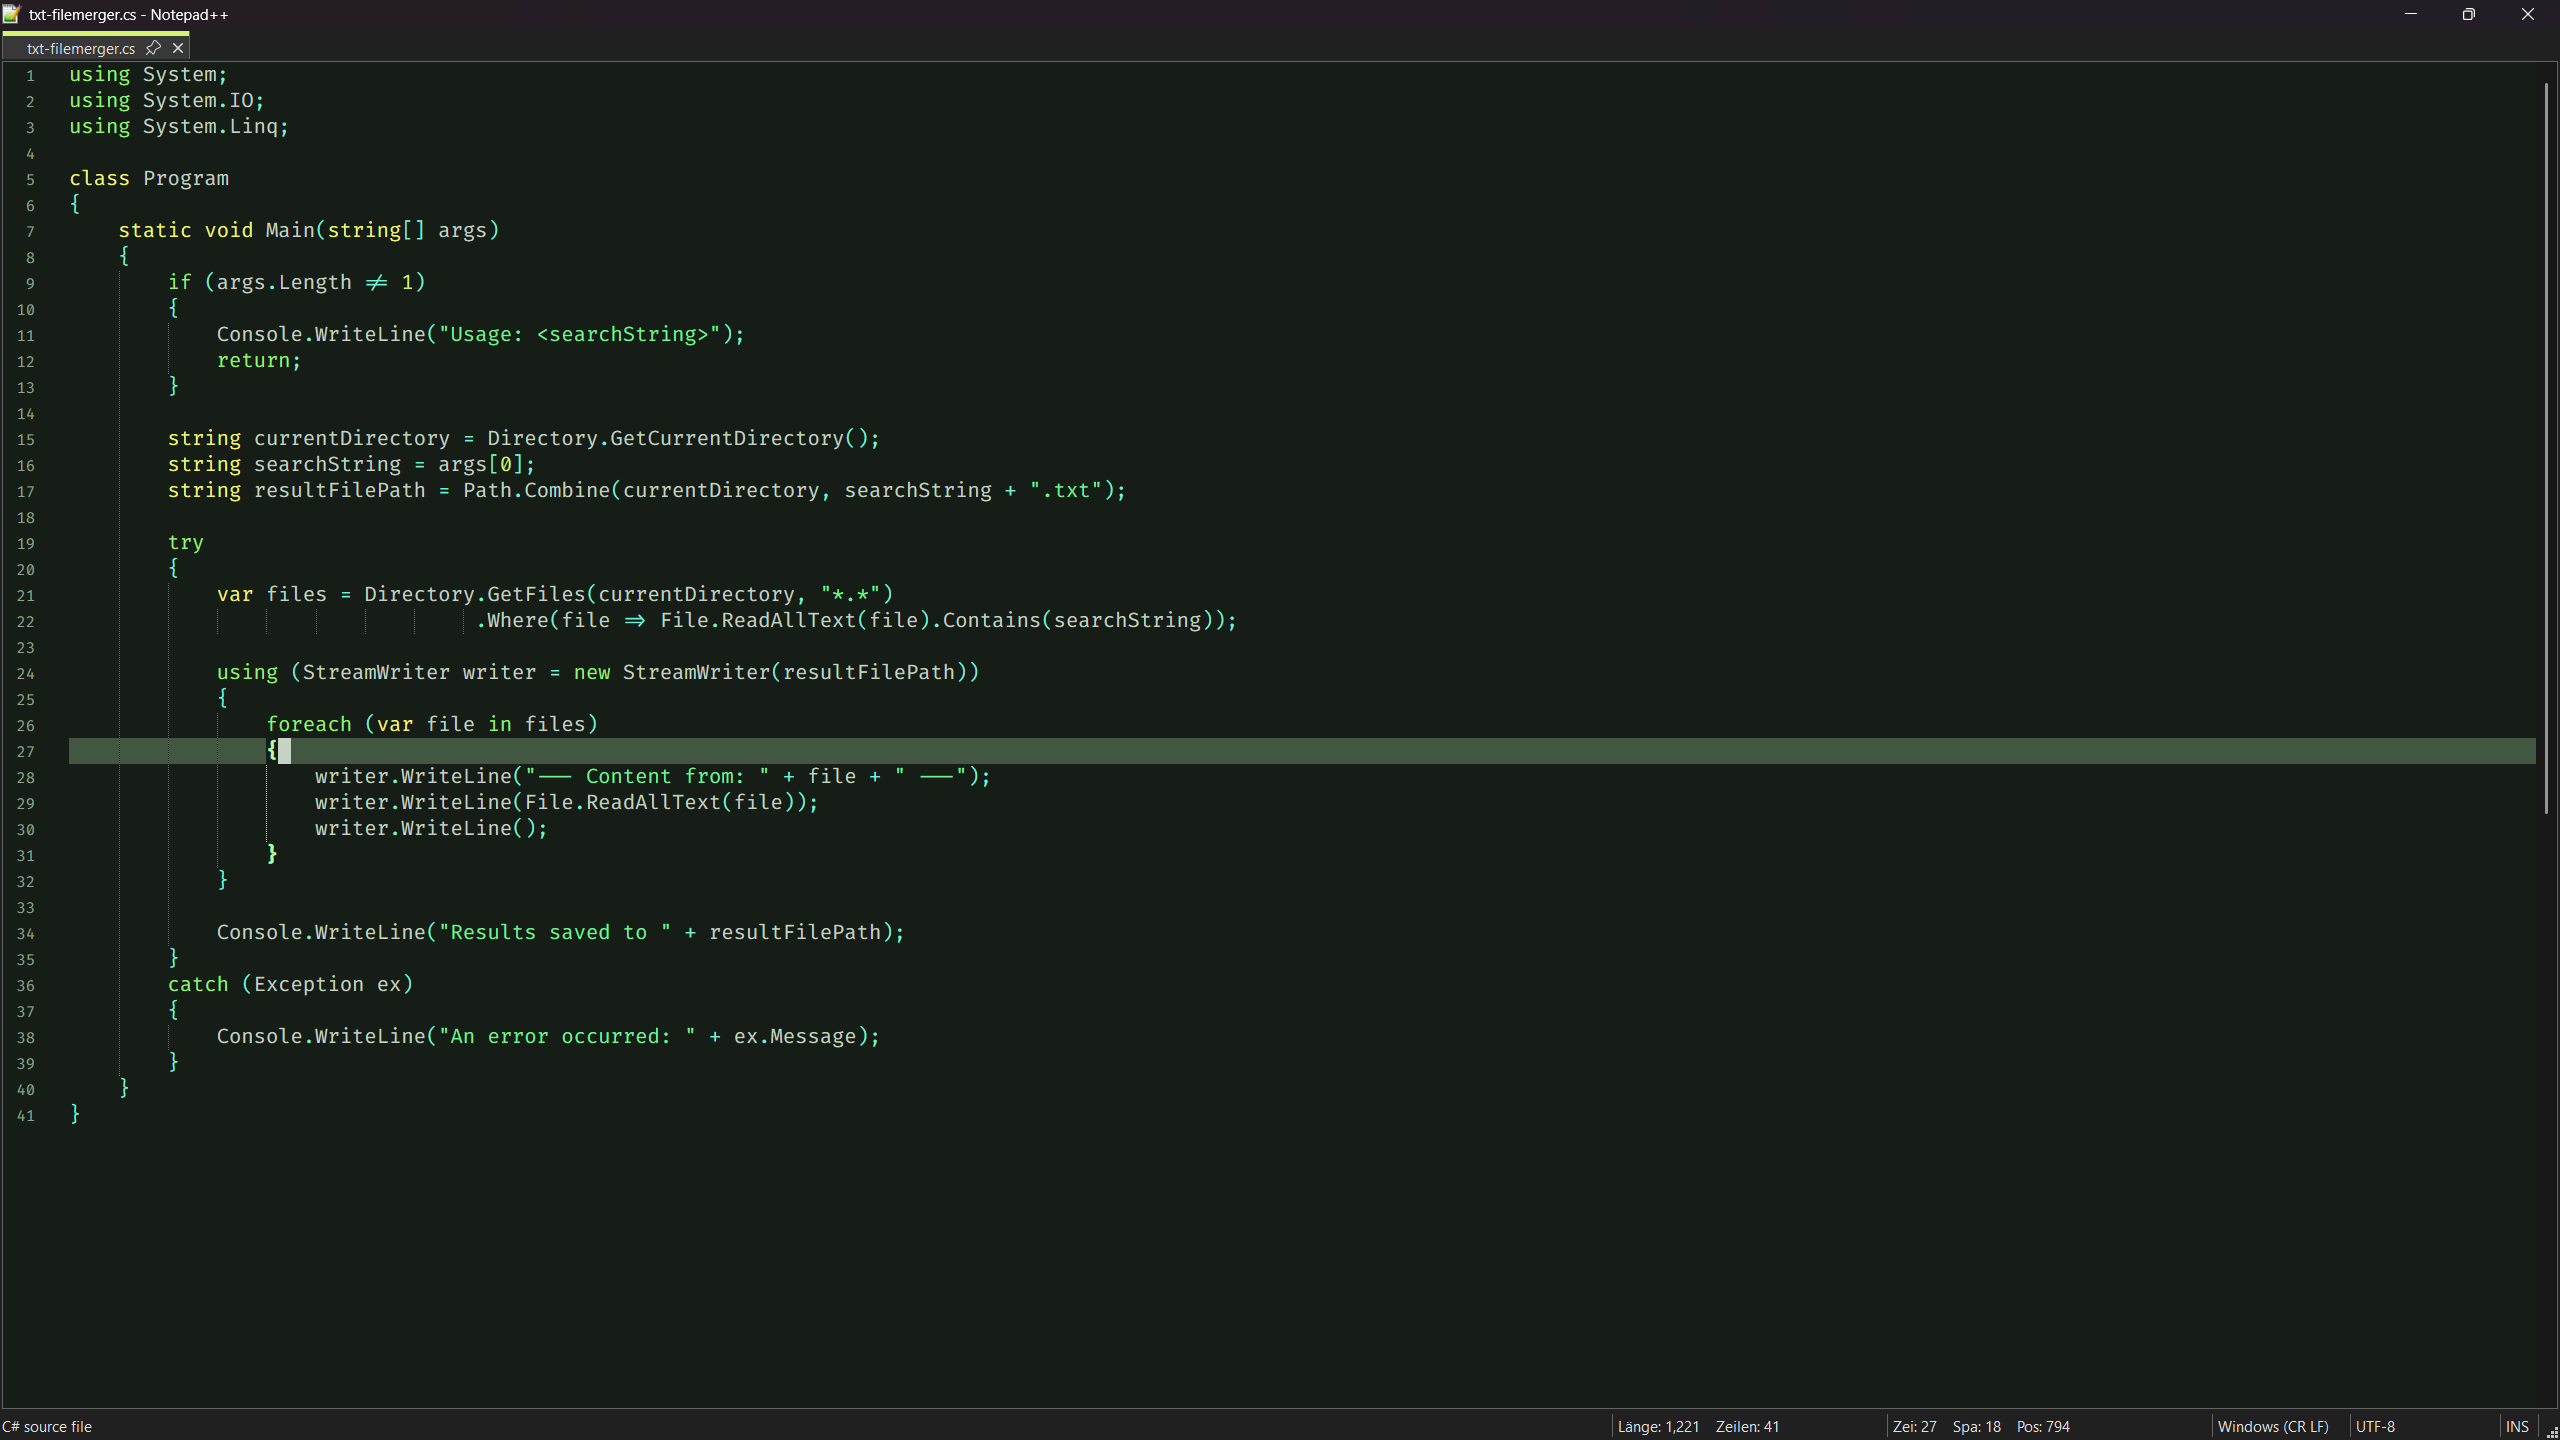 txt-filemerger.cs - Notepad++
txt-filemerger.cs
1 using System;
2 using System.IO;
3 using System.Linq;
4
5 class Program
6 {
7     static void Main(string[] args)
8     {
9         if (args.Length != 1)
10         {
11             Console.WriteLine("Usage: <searchString>");
12             return;
13         }
14
15         string currentDirectory = Directory.GetCurrentDirectory();
16         string searchString = args[0];
17         string resultFilePath = Path.Combine(currentDirectory, searchString + ".txt");
18
19         try
20         {
21             var files = Directory.GetFiles(currentDirectory, "*.*")
22                                  .Where(file => File.ReadAllText(file).Contains(searchString));
23
24             using (StreamWriter writer = new StreamWriter(resultFilePath))
25             {
26                 foreach (var file in files)
27                 {
28                     writer.WriteLine("--- Content from: " + file + " ---");
29                     writer.WriteLine(File.ReadAllText(file));
30                     writer.WriteLine();
31                 }
32             }
33
34             Console.WriteLine("Results saved to " + resultFilePath);
35         }
36         catch (Exception ex)
37         {
38             Console.WriteLine("An error occurred: " + ex.Message);
39         }
40     }
41 }
C# source file Länge: 1,221 Zeilen: 41 Zei: 27 Spa: 18 Pos: 794 Windows (CR LF) UTF-8 INS